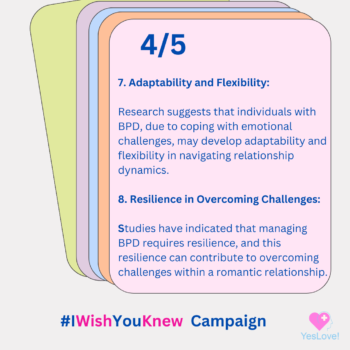 4/5
7. Adaptability and Flexibility:
Research suggests that individuals with
BPD, due to coping with emotional
challenges, may develop adaptability and
flexibility in navigating relationship
dynamics.
8. Resilience in Overcoming Challenges:
Studies have indicated that managing
BPD requires resilience, and this
resilience can contribute to overcoming
challenges within a romantic relationship.
#IWishYouKnew Campaign
YesLove!